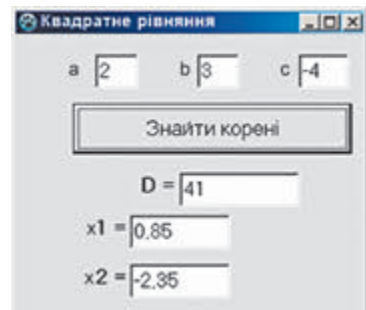 Квадратне рівняння
a 2 b 3 c -4
Знайти корені
D = 41
x1 = 0,85
x2 = -2,35